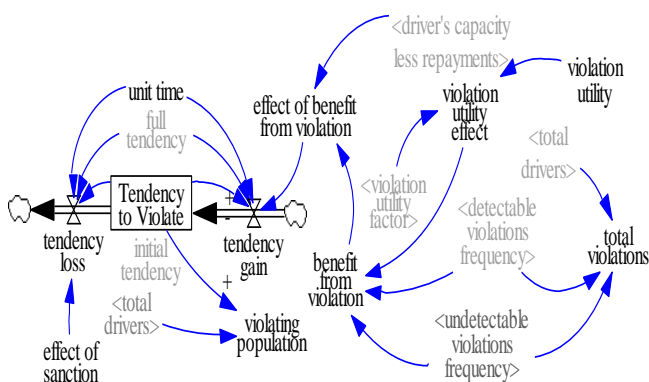 <driver's capacity
less repayments>
unit time
full
tendency
effect of benefit
from violation
violation
utility
effect
violation
utility
<total
drivers>
Tendency
to Violate
+
-
<violation
utility
factor>
<detectable
violations
frequency>
tendency
loss
initial
tendency
tendency
gain
benefit
from
violation
total
violations
+
<total
drivers>
violating
population
<undetectable
violations
frequency>
effect of
sanction